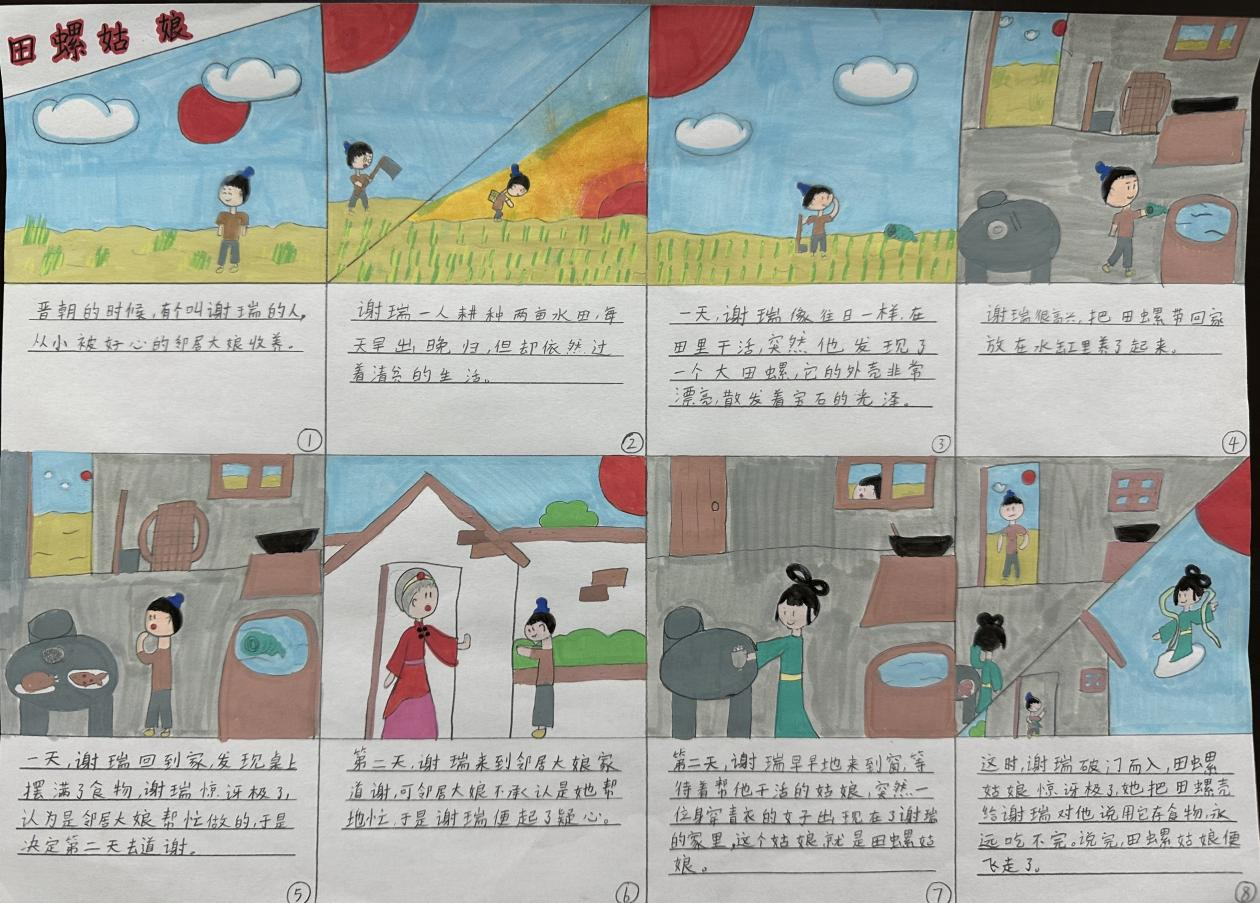 田螺姑娘
晋朝的时候,有个叫谢瑞的人,
从小被好心的邻居大娘收养。
①
谢瑞一人耕种两亩水田,每
天早出晚归,但却依然过
着清贫的生活。
②
一天,谢瑞像往日一样,在
田里干活,突然他发现了
一个大田螺,它的外壳非常
漂亮,散发着宝石的光泽。
③
谢瑞很高兴,把田螺带回家
放在水缸里养了起来。
④
一天,谢瑞回到家,发现桌上
摆满了食物,谢瑞惊讶极了,
认为是邻居大娘帮忙做的,于是
决定第二天去道谢。
⑤
第二天,谢瑞来到邻居大娘家
道谢,可邻居大娘不承认是她帮
地忙,于是谢瑞便起了疑心。
⑥
第二天,谢瑞早早地来到窗,等
待着帮他干活的姑娘,突然一
位身穿青衣的女子出现在了谢瑞
的家里,这个姑娘就是田螺姑
娘。
⑦
这时,谢瑞破门而入,田螺
姑娘惊讶极了,她把田螺壳
给谢瑞对他说用它存食物,永
远吃不完。说完,田螺姑娘便
飞走了。
⑧